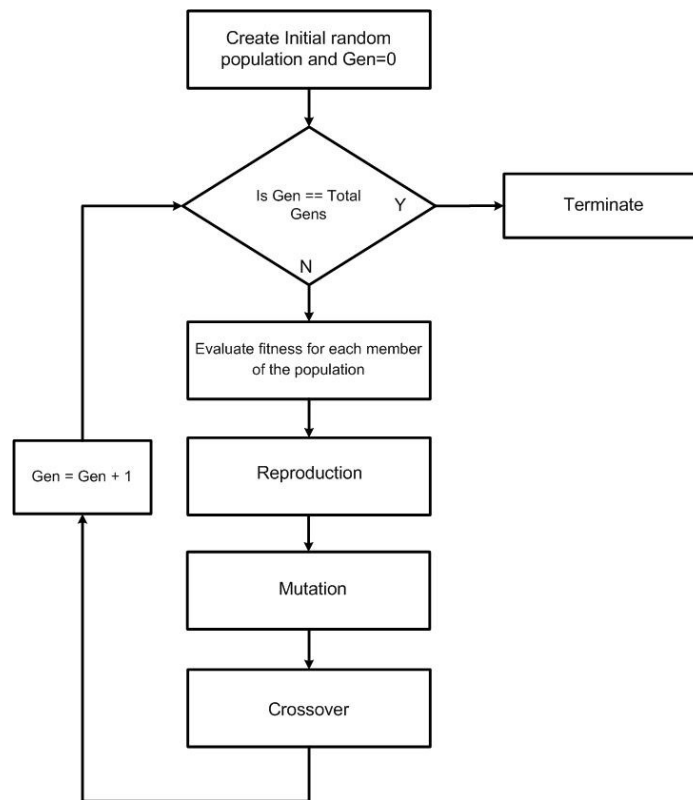 Create Initial random
population and Gen=0
Is Gen == Total
Gens
Y
Terminate
N
Evaluate fitness for each member
of the population
Reproduction
Gen = Gen + 1
Mutation
Crossover